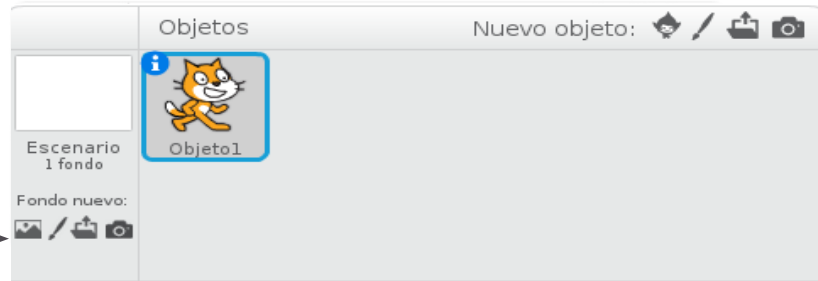 Objetos
Nuevo objeto:
i
Escenario
1 fondo
Objeto1
Fondo nuevo: